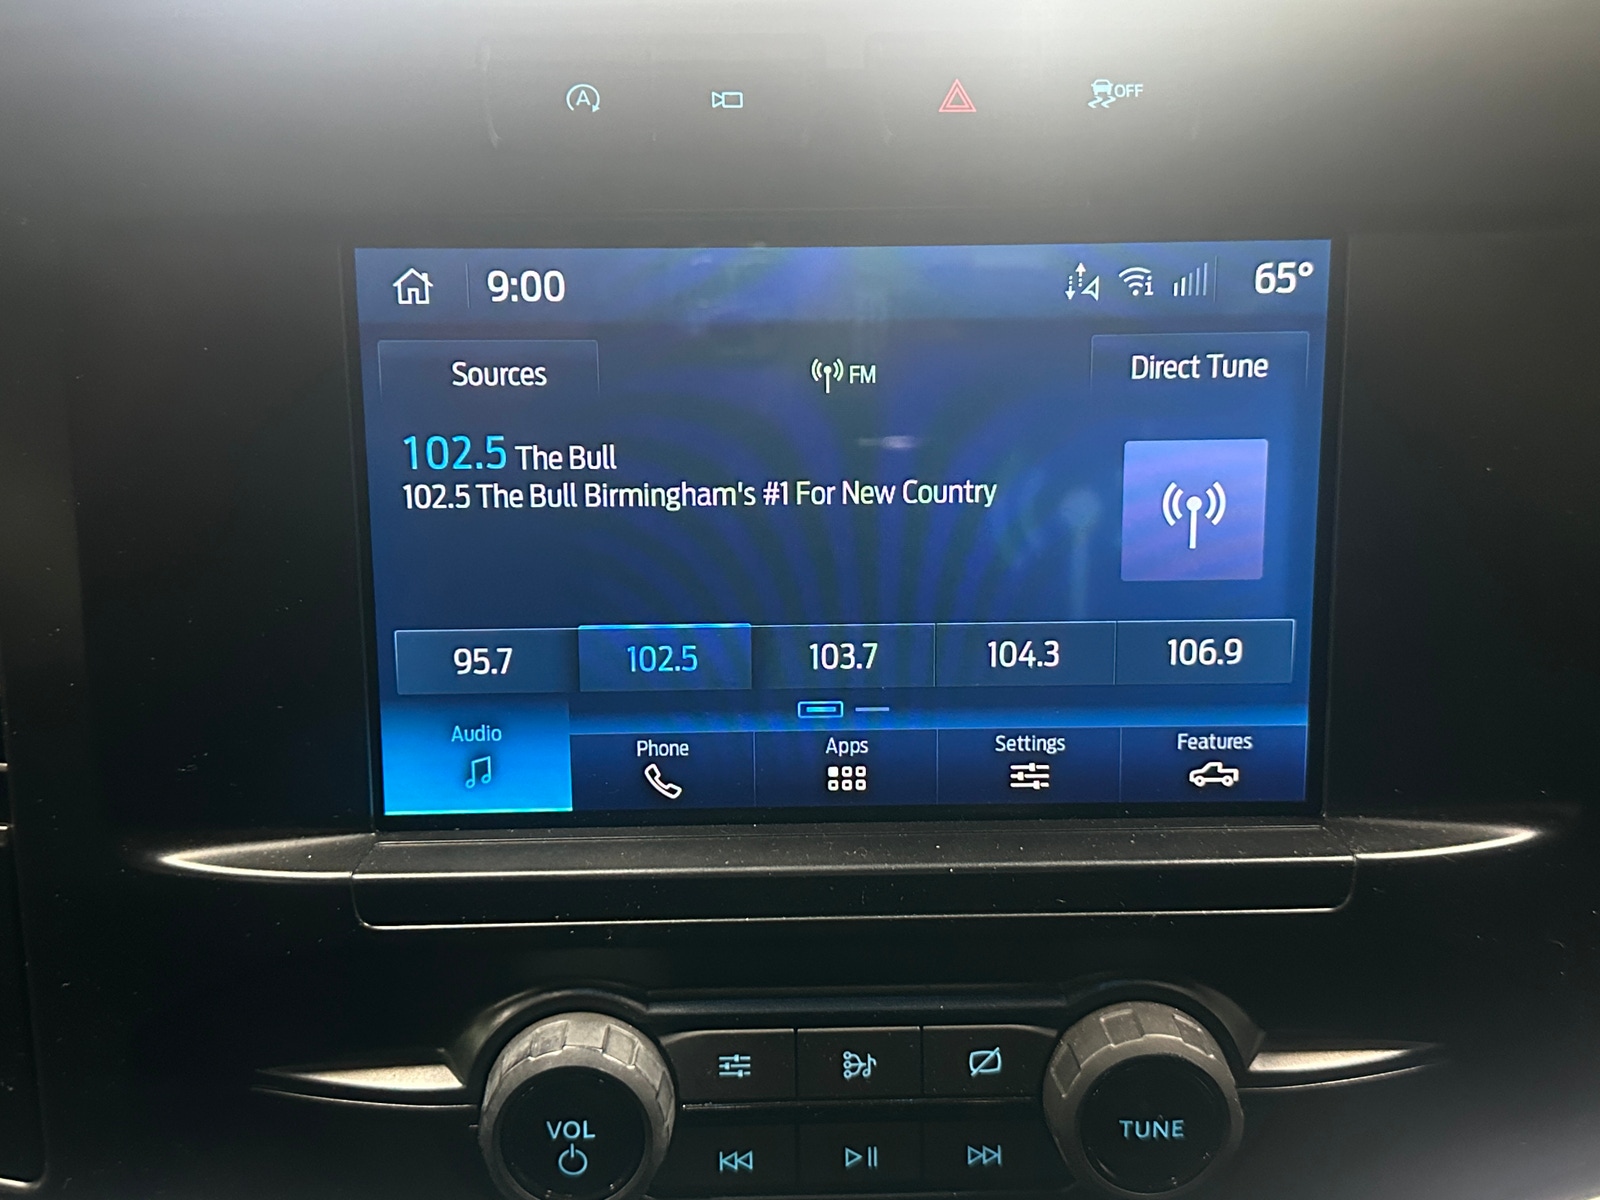 A
OFF
9:00
65°
Sources
FM
Direct Tune
102.5 The Bull
102.5 The Bull Birmingham's #1 For New Country
95.7
102.5
103.7
104.3
106.9
Audio
Phone
Apps
Settings
Features
VOL
TUNE